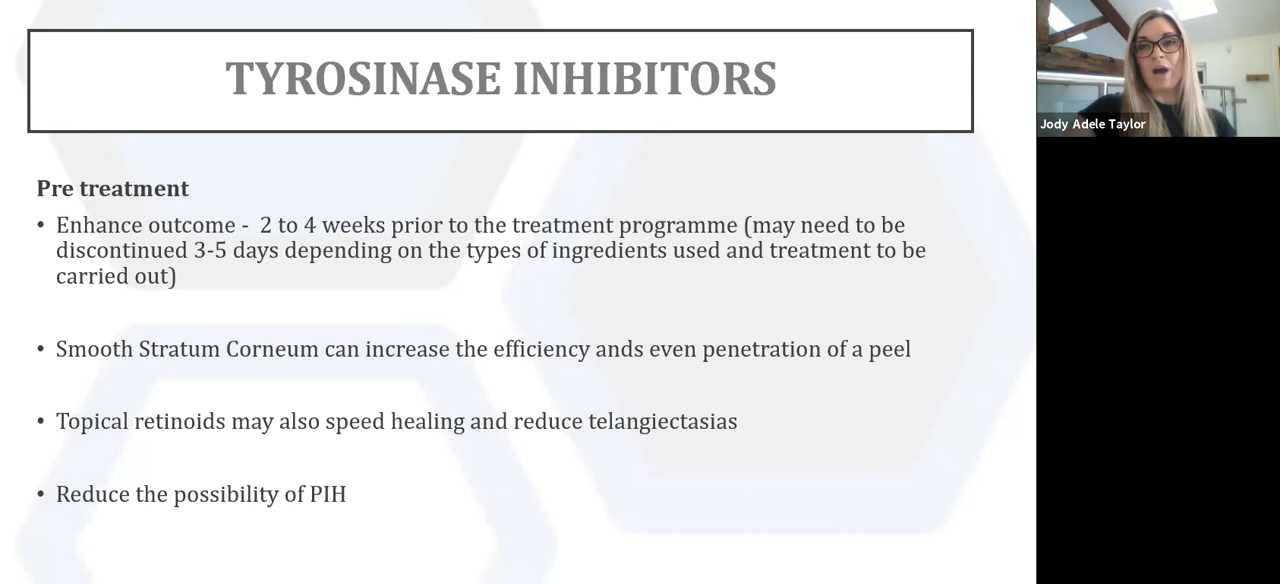 TYROSINASE INHIBITORS
Jody Adele Taylor
Pre treatment
• Enhance outcome -  2 to 4 weeks prior to the treatment programme (may need to be
discontinued 3-5 days depending on the types of ingredients used and treatment to be
carried out)
• Smooth Stratum Corneum can increase the efficiency ands even penetration of a peel
• Topical retinoids may also speed healing and reduce telangiectasias
• Reduce the possibility of PIH